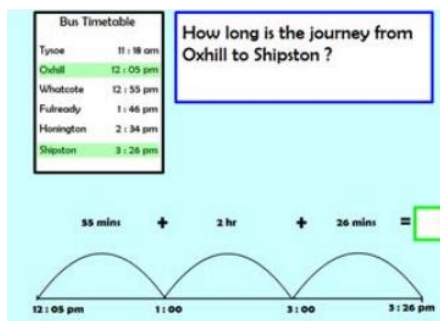 Bus Timetable
Tysoe 11 : 18 am
Oxhill 12 : 05 pm
Whatcote 12 : 55 pm
Fulready 1 : 46 pm
Honington 2 : 34 pm
Shipston 3 : 26 pm
How long is the journey from
Oxhill to Shipston ?
55 mins + 2 hr + 26 mins =
12 : 05 pm 1 : 00 3 : 00 3 : 26 pm